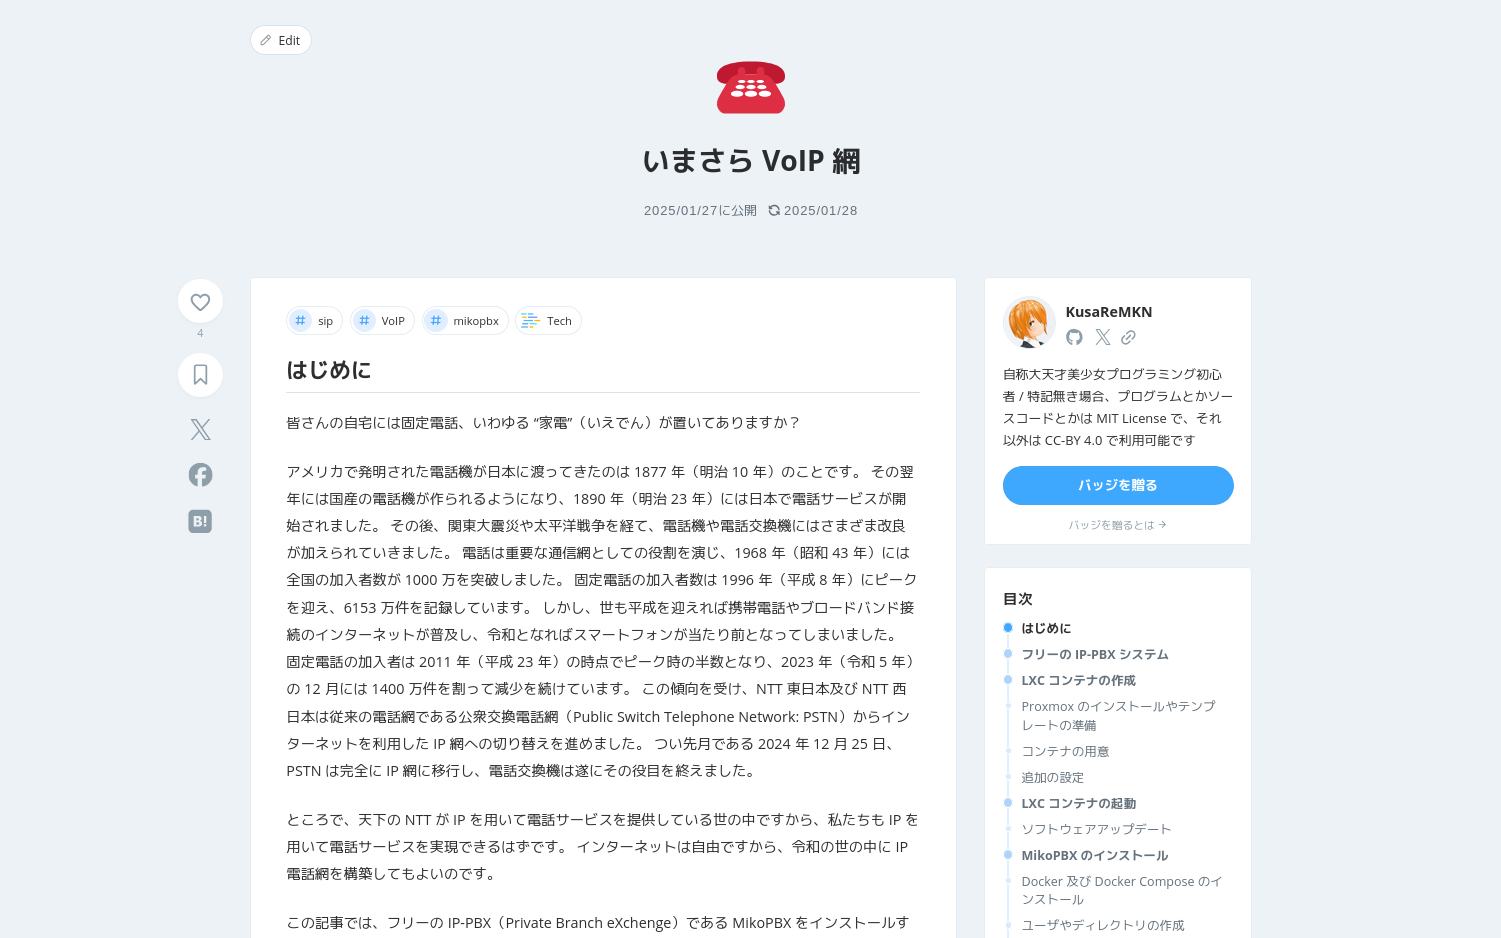 Edit
いまさら VoIP 網
2025/01/27に公開 2025/01/28
4
B!
sip VoIP mikopbx Tech
はじめに
皆さんの自宅には固定電話、いわゆる “家電”（いえでん）が置いてありますか？
アメリカで発明された電話機が日本に渡ってきたのは 1877 年（明治 10 年）のことです。 その翌
年には国産の電話機が作られるようになり、1890 年（明治 23 年）には日本で電話サービスが開
始されました。 その後、関東大震災や太平洋戦争を経て、電話機や電話交換機にはさまざま改良
が加えられていきました。 電話は重要な通信網としての役割を演じ、1968 年（昭和 43 年）には
全国の加入者数が 1000 万を突破しました。 固定電話の加入者数は 1996 年（平成 8 年）にピーク
を迎え、6153 万件を記録しています。 しかし、世も平成を迎えれば携帯電話やブロードバンド接
続のインターネットが普及し、令和となればスマートフォンが当たり前となってしまいました。
固定電話の加入者は 2011 年（平成 23 年）の時点でピーク時の半数となり、2023 年（令和 5 年）
の 12 月には 1400 万件を割って減少を続けています。 この傾向を受け、NTT 東日本及び NTT 西
日本は従来の電話網である公衆交換電話網（Public Switch Telephone Network: PSTN）からイン
ターネットを利用した IP 網への切り替えを進めました。 つい先月である 2024 年 12 月 25 日、
PSTN は完全に IP 網に移行し、電話交換機は遂にその役目を終えました。
ところで、天下の NTT が IP を用いて電話サービスを提供している世の中ですから、私たちも IP を
用いて電話サービスを実現できるはずです。 インターネットは自由ですから、令和の世の中に IP
電話網を構築してもよいのです。
この記事では、フリーの IP-PBX（Private Branch eXchenge）である MikoPBX をインストールす
KusaReMKN
自称大天才美少女プログラミング初心
者 / 特記無き場合、プログラムとかソー
スコードとかは MIT License で、それ
以外は CC-BY 4.0 で利用可能です
バッジを贈る
バッジを贈るとは →
目次
はじめに
フリーの IP-PBX システム
LXC コンテナの作成
Proxmox のインストールやテンプ
レートの準備
コンテナの用意
追加の設定
LXC コンテナの起動
ソフトウェアアップデート
MikoPBX のインストール
Docker 及び Docker Compose のイ
ンストール
ユーザやディレクトリの作成